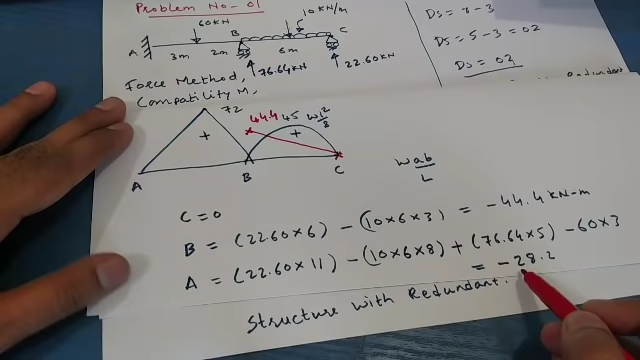 Problem No- 01
60KN
10 KN/m
A
B
C
3m
2m
6m
76.64KN
22.60KN
Force Method,
Compatility M,
Ds = 5-3 = 02
Ds = 02
72
44.4
45
wl²/8
+
+
A
B
C
wab/L
C = 0
B = (22.60×6) - (10×6×3) = -44.4 KN-m
A = (22.60×11) - (10×6×8) + (76.64×5) - 60×3
= -28.2
Structure with Redundant.